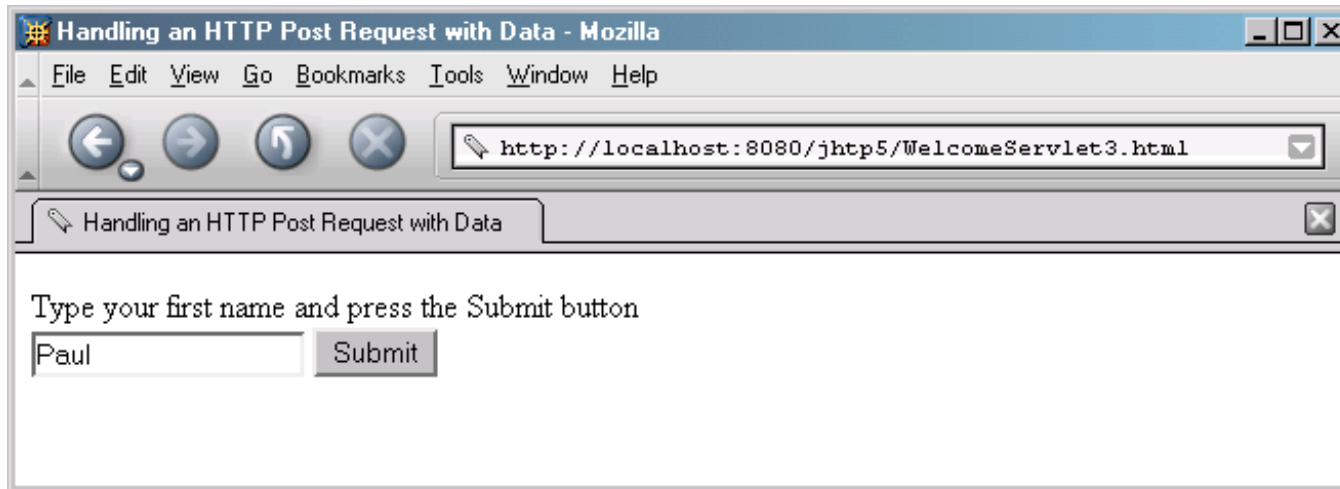 Handling an HTTP Post Request with Data - Mozilla
File Edit View Go Bookmarks Tools Window Help
http://localhost:8080/jhtp5/WelcomeServlet3.html
Handling an HTTP Post Request with Data
Type your first name and press the Submit button
Paul Submit